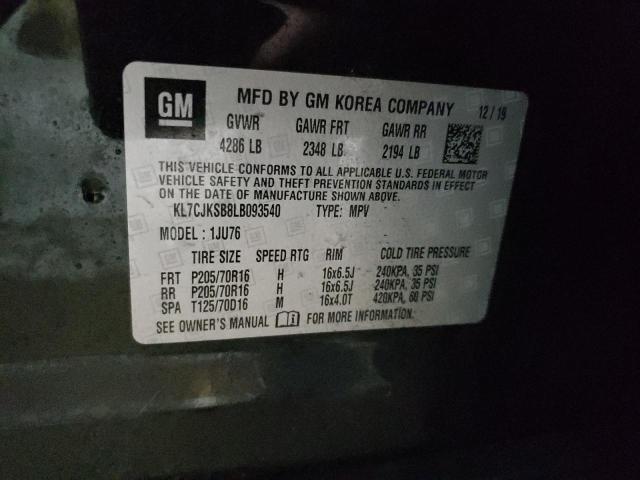 GM
MFD BY GM KOREA COMPANY 12/19
GVWR GAWR FRT GAWR RR
4286 LB 2348 LB 2194 LB
THIS VEHICLE CONFORMS TO ALL APPLICABLE U.S. FEDERAL MOTOR
VEHICLE SAFETY AND THEFT PREVENTION STANDARDS IN EFFECT
ON THE DATE OF MANUFACTURE SHOWN ABOVE.
KL7CJKSB8LB093540 TYPE: MPV
MODEL : 1JU76
TIRE SIZE SPEED RTG RIM COLD TIRE PRESSURE
FRT P205/70R16 H 16x6.5J 240KPA, 35 PSI
RR P205/70R16 H 16x6.5J 240KPA, 35 PSI
SPA T125/70D16 M 16x4.0T 420KPA, 60 PSI
SEE OWNER'S MANUAL FOR MORE INFORMATION.